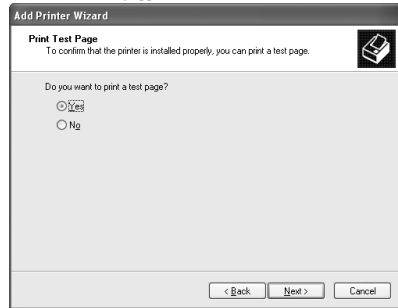 Add Printer Wizard
Print Test Page
To confirm that the printer is installed properly, you can print a test page.
Do you want to print a test page?
Yes
No
< Back Next > Cancel